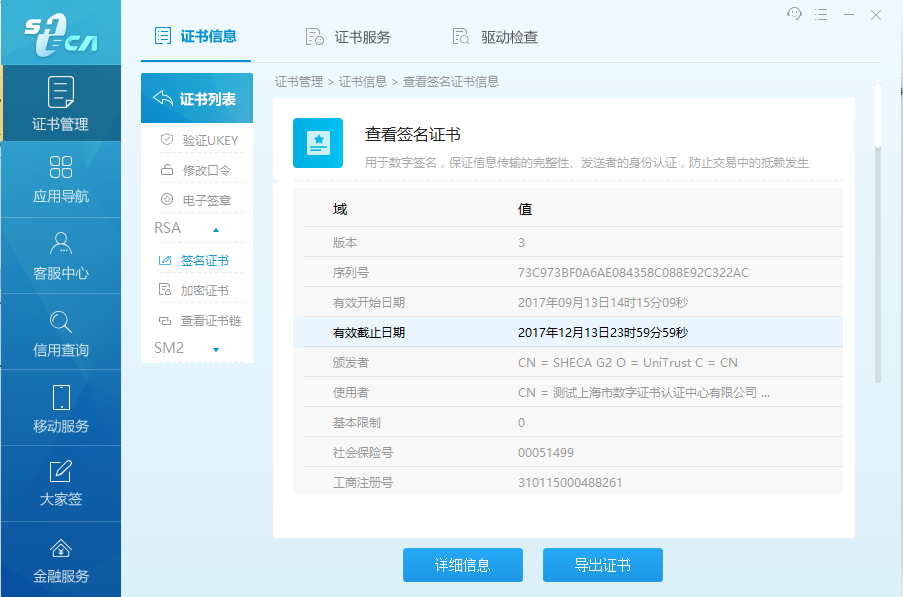 sheca
证书信息
证书服务
驱动检查
证书管理
应用导航
客服中心
信用查询
移动服务
大家签
金融服务
证书列表
验证UKEY
修改口令
电子签章
RSA
签名证书
加密证书
查看证书链
SM2
证书管理 > 证书信息 > 查看签名证书信息
查看签名证书
用于数字签名，保证信息传输的完整性、发送者的身份认证，防止交易中的抵赖发生
域 值
版本 3
序列号 73C973BF0A6AE084358C088E92C322AC
有效开始日期 2017年09月13日14时15分09秒
有效截止日期 2017年12月13日23时59分59秒
颁发者 CN = SHECA G2 O = UniTrust C = CN
使用者 CN = 测试上海市数字证书认证中心有限公司 ...
基本限制 0
社会保险号 00051499
工商注册号 310115000488261
详细信息
导出证书